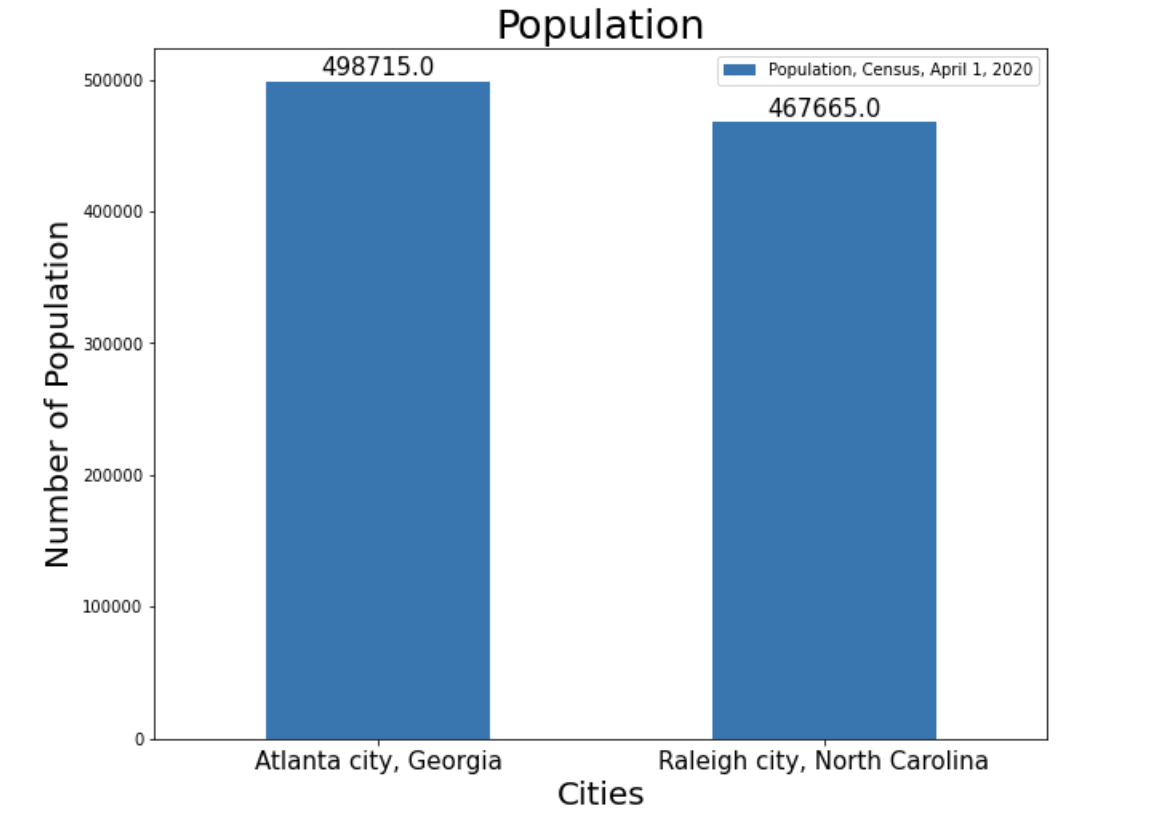 Population
498715.0
Population, Census, April 1, 2020
467665.0
500000
400000
300000
200000
100000
0
Number of Population
Atlanta city, Georgia
Raleigh city, North Carolina
Cities